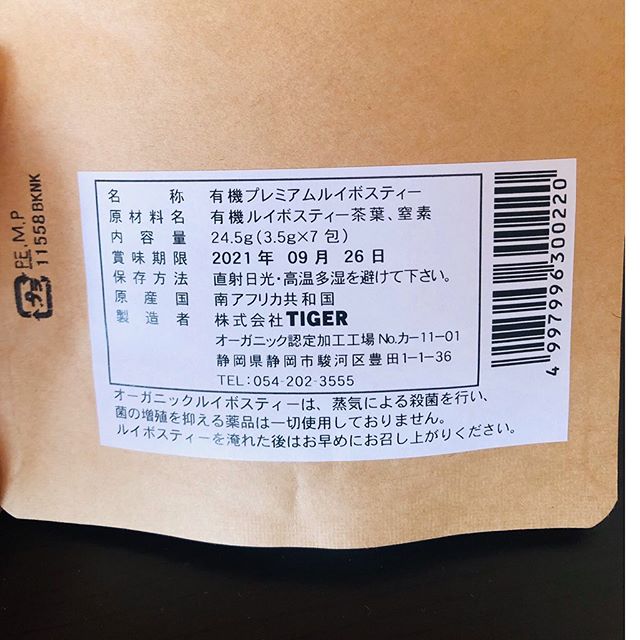 名称 有機プレミアムルイボスティー
原材料名 有機ルイボスティー茶葉、窒素
内容量 24.5g(3.5g×7包)
賞味期限 2021年 09月 26日
保存方法 直射日光・高温多湿を避けて下さい。
原産国 南アフリカ共和国
製造者 株式会社TIGER
オーガニック認定加工工場No.カー11-01
静岡県静岡市駿河区豊田1-1-36
TEL:054-202-3555
オーガニックルイボスティーは、蒸気による殺菌を行い、
菌の増殖を抑える薬品は一切使用しておりません。
ルイボスティーを淹れた後はお早めにお召し上がりください。
4997996300220
プラ
PE,M,P
11558BKNK